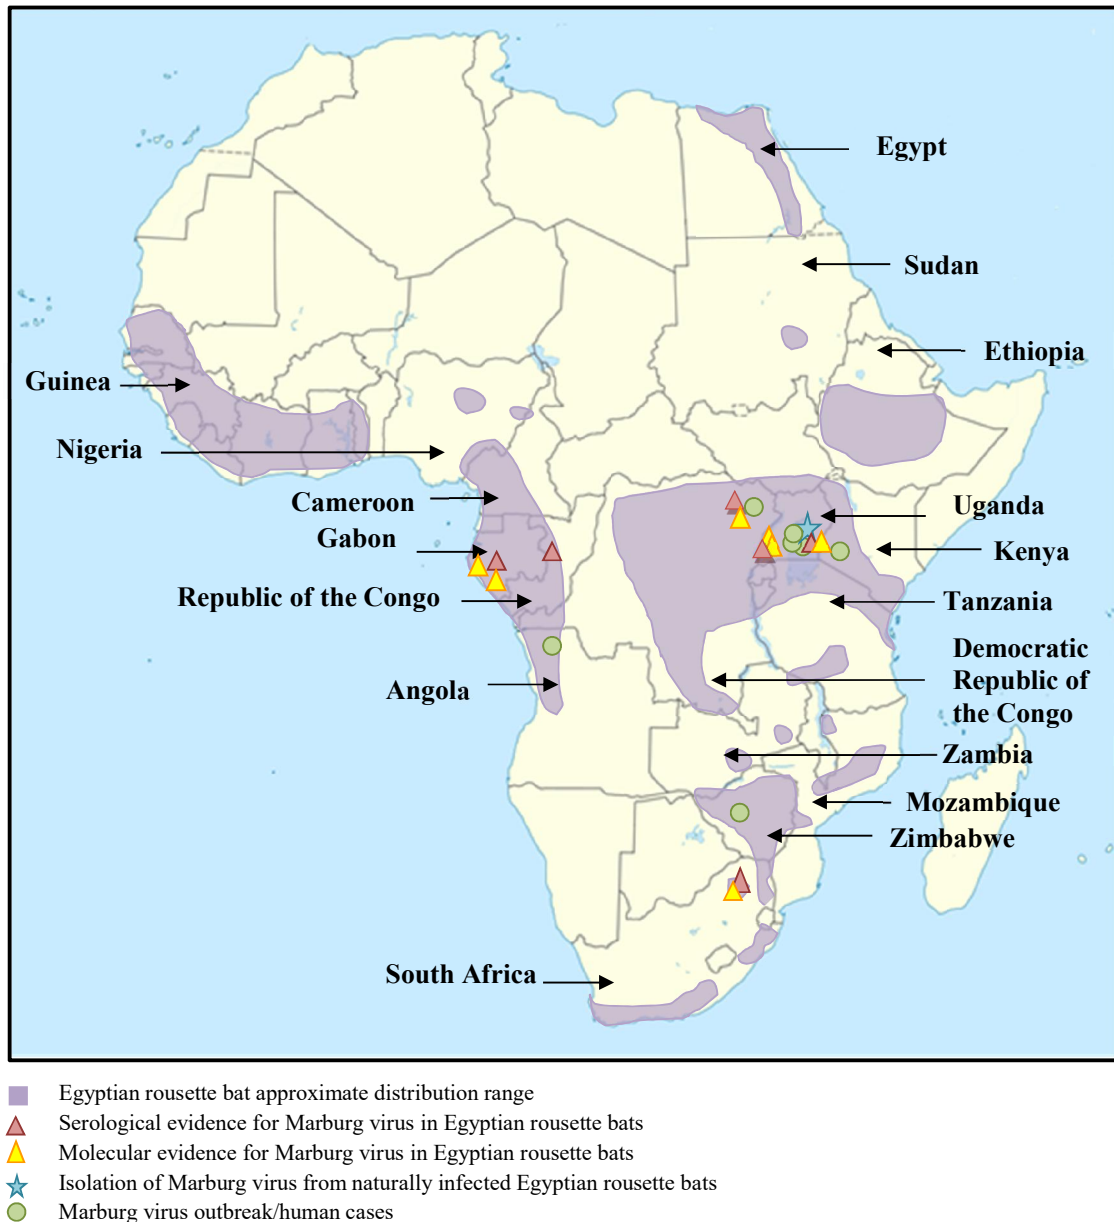 Egypt
Sudan
Ethiopia
Guinea
Nigeria
Cameroon
Uganda
Gabon
Kenya
Republic of the Congo
Tanzania
Democratic
Republic of
the Congo
Angola
Zambia
Mozambique
Zimbabwe
South Africa
Egyptian rousette bat approximate distribution range
Serological evidence for Marburg virus in Egyptian rousette bats
Molecular evidence for Marburg virus in Egyptian rousette bats
Isolation of Marburg virus from naturally infected Egyptian rousette bats
Marburg virus outbreak/human cases